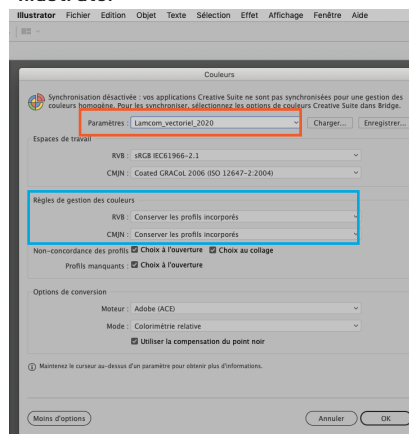 Illustrator Fichier Edition Objet Texte Sélection Effet Affichage Fenêtre Aide
Couleurs
Synchronisation désactivée : vos applications Creative Suite ne sont pas synchronisées pour une gestion des
couleurs homogène. Pour les synchroniser, sélectionnez les options de couleurs Creative Suite dans Bridge.
Paramètres : Lamcom_vectoriel_2020 Charger... Enregistrer...
Espaces de travail
RVB : sRGB IEC61966-2.1
CMJN : Coated GRACoL 2006 (ISO 12647-2:2004)
Règles de gestion des couleurs
RVB : Conserver les profils incorporés
CMJN : Conserver les profils incorporés
Non-concordance des profils Choix à l'ouverture Choix au collage
Profils manquants : Choix à l'ouverture
Options de conversion
Moteur : Adobe (ACE)
Mode : Colorimétrie relative
Utiliser la compensation du point noir
Maintenez le curseur au-dessus d'un paramètre pour obtenir plus d'informations.
Moins d'options Annuler OK